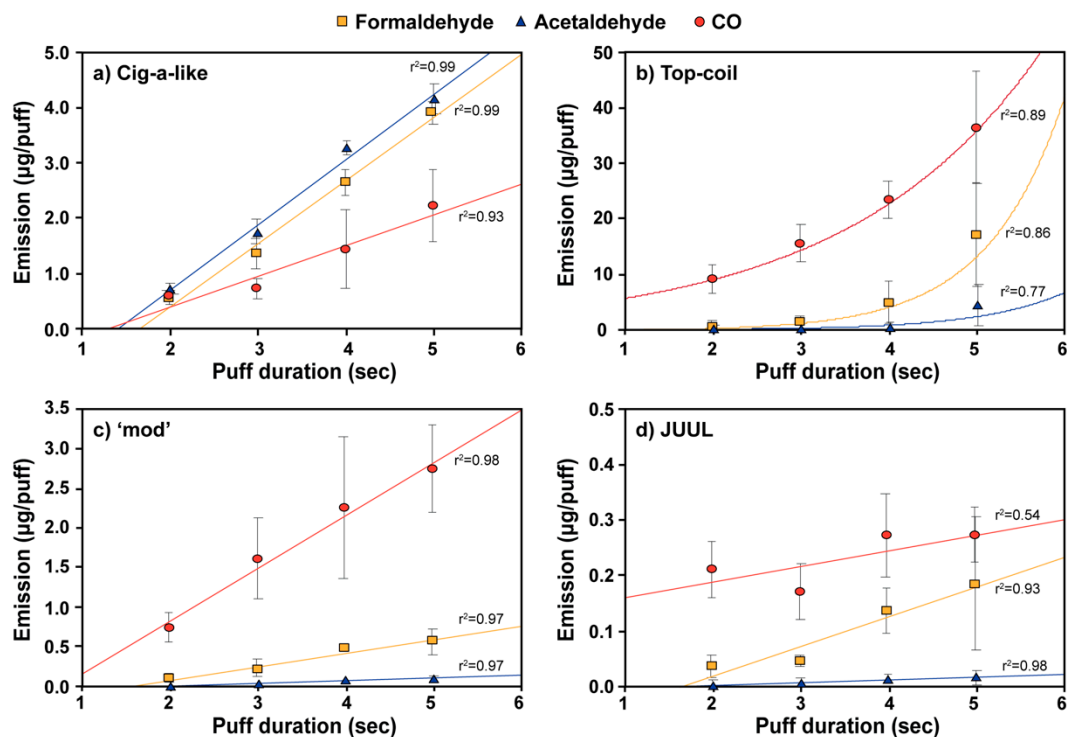 Formaldehyde Acetaldehyde CO
a) Cig-a-like
Emission (µg/puff)
5.0
4.0
3.0
2.0
1.0
0.0
r²=0.99
r²=0.99
r²=0.93
1 2 3 4 5 6
Puff duration (sec)
b) Top-coil
Emission (µg/puff)
50
40
30
20
10
0
r²=0.89
r²=0.86
r²=0.77
1 2 3 4 5 6
Puff duration (sec)
c) ‘mod’
Emission (µg/puff)
3.5
3.0
2.5
2.0
1.5
1.0
0.5
0.0
r²=0.98
r²=0.97
r²=0.97
1 2 3 4 5 6
Puff duration (sec)
d) JUUL
Emission (µg/puff)
0.5
0.4
0.3
0.2
0.1
0.0
r²=0.54
r²=0.93
r²=0.98
1 2 3 4 5 6
Puff duration (sec)